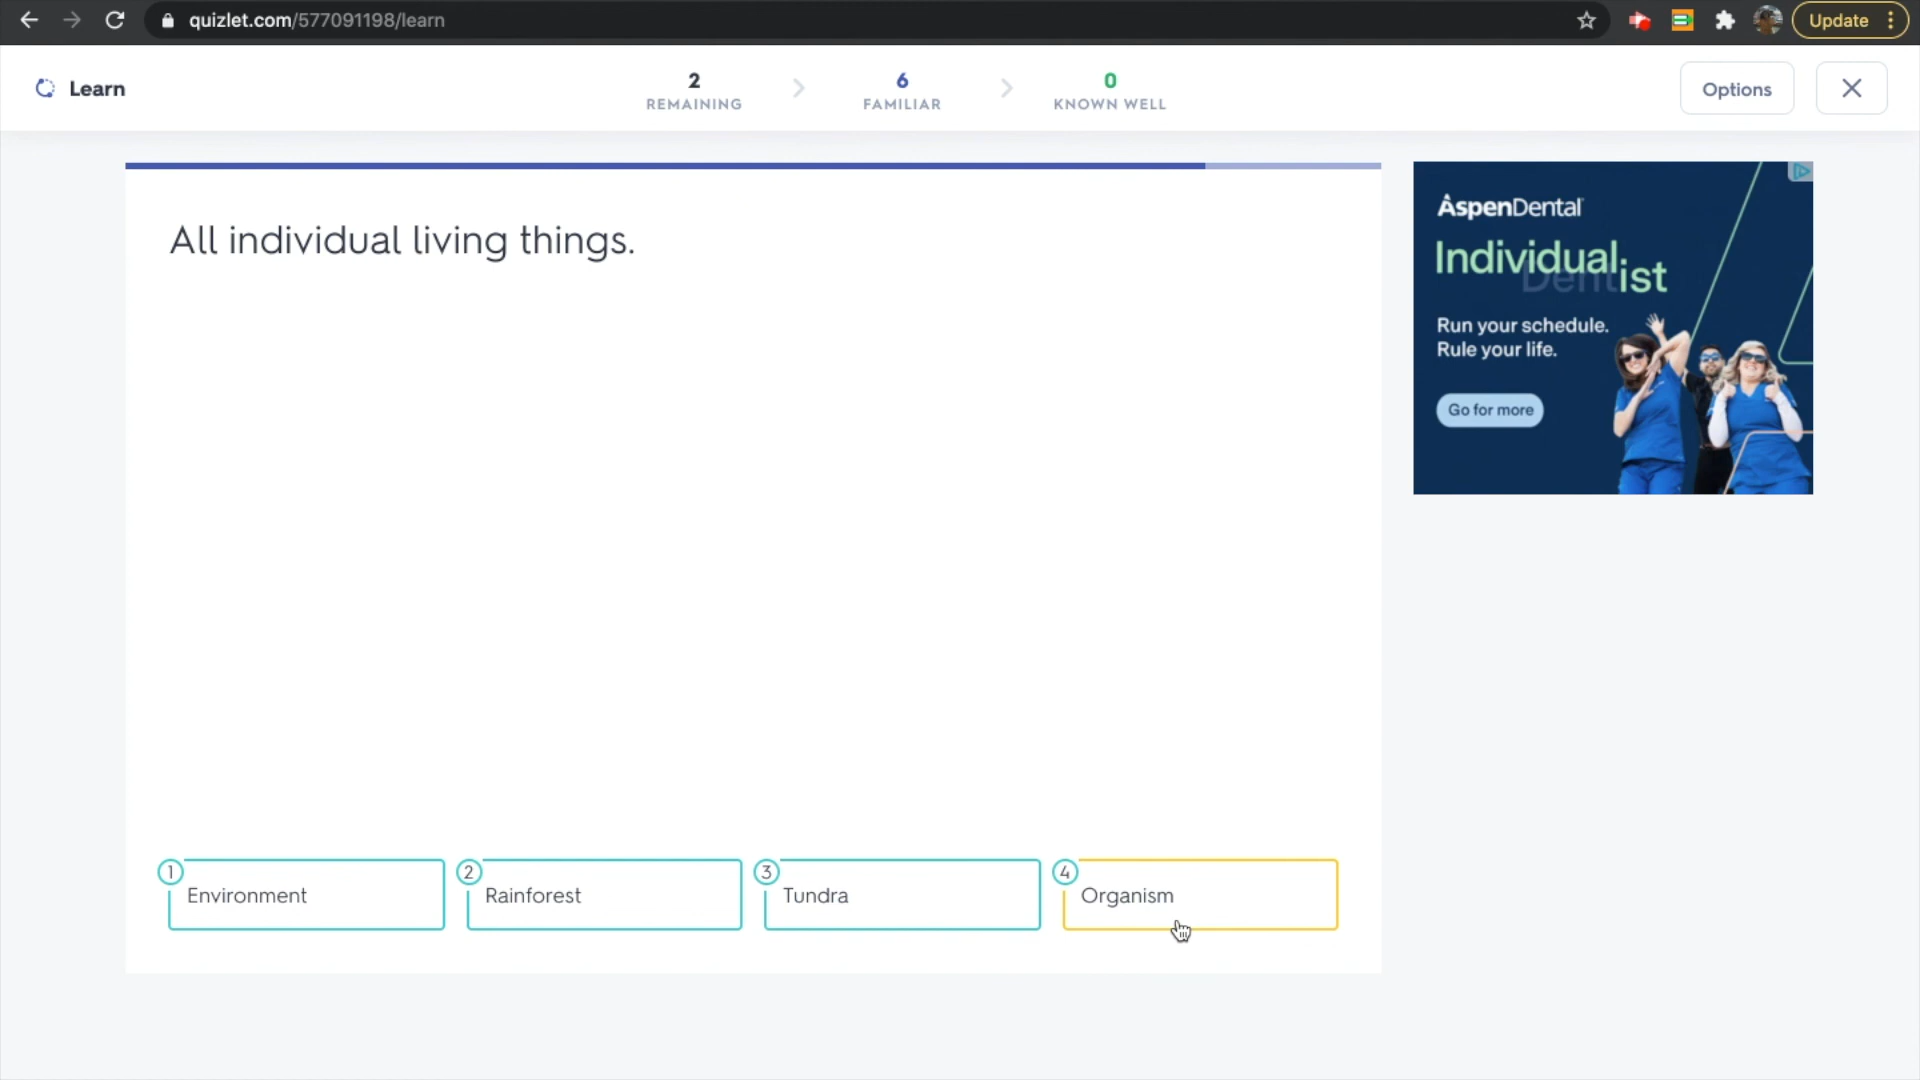 quizlet.com/577091198/learn
Update
Learn
2
REMAINING
6
FAMILIAR
0
KNOWN WELL
Options
All individual living things.
AspenDental
Individualist
Dentist
Run your schedule.
Rule your life.
Go for more
1
Environment
2
Rainforest
3
Tundra
4
Organism